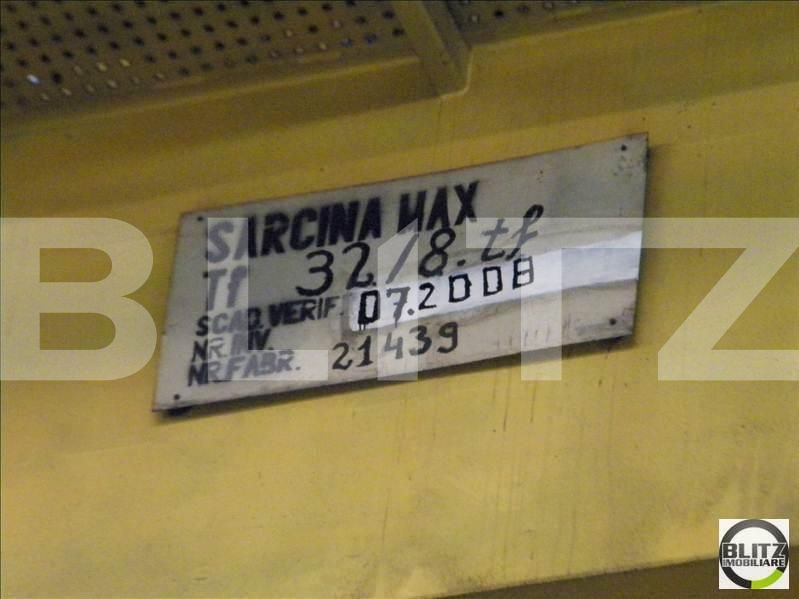 SARCINA MAX
Tf 32/8.tf
SCAD. VERIF. 07.2008
NR. INV.
NR. FABR. 21439
BLITZ
BLITZ
IMOBILIARE